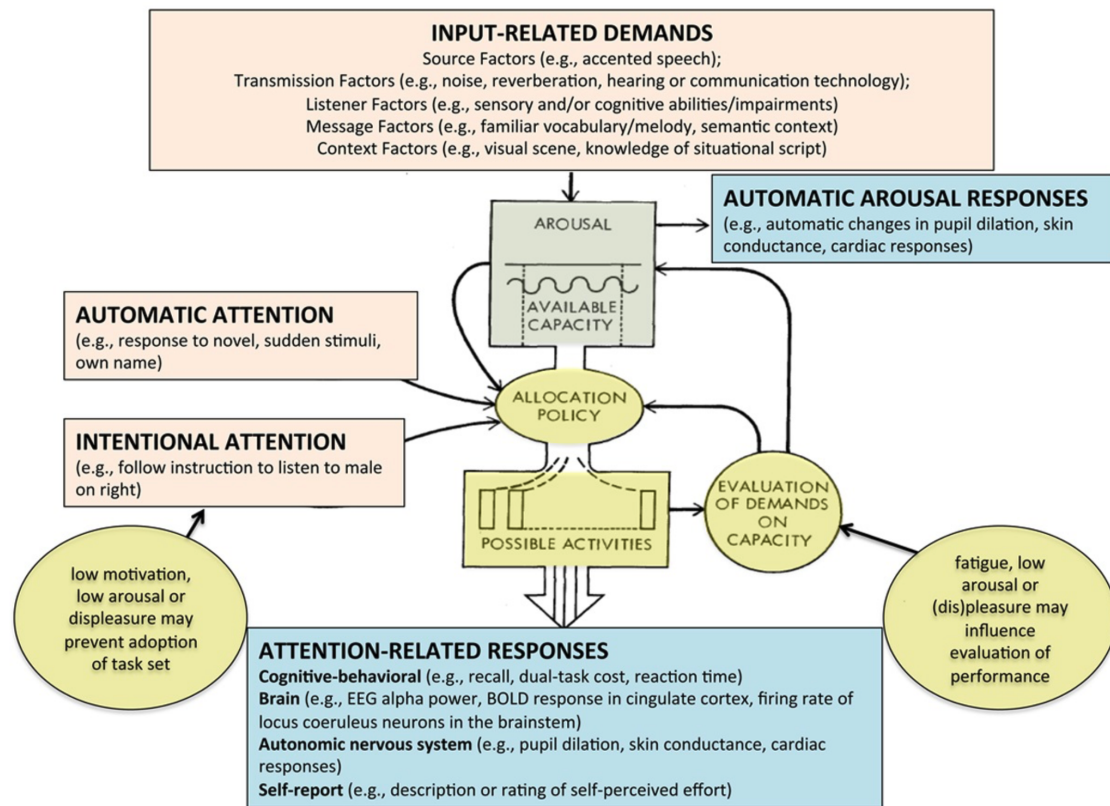 INPUT-RELATED DEMANDS
Source Factors (e.g., accented speech);
Transmission Factors (e.g., noise, reverberation, hearing or communication technology);
Listener Factors (e.g., sensory and/or cognitive abilities/impairments)
Message Factors (e.g., familiar vocabulary/melody, semantic context)
Context Factors (e.g., visual scene, knowledge of situational script)
AUTOMATIC AROUSAL RESPONSES
(e.g., automatic changes in pupil dilation, skin
conductance, cardiac responses)
AROUSAL
AVAILABLE
CAPACITY
AUTOMATIC ATTENTION
(e.g., response to novel, sudden stimuli,
own name)
ALLOCATION
POLICY
INTENTIONAL ATTENTION
(e.g., follow instruction to listen to male
on right)
EVALUATION
OF DEMANDS
ON
CAPACITY
POSSIBLE ACTIVITIES
low motivation,
low arousal or
displeasure may
prevent adoption
of task set
fatigue, low
arousal or
(dis)pleasure may
influence
evaluation of
performance
ATTENTION-RELATED RESPONSES
Cognitive-behavioral (e.g., recall, dual-task cost, reaction time)
Brain (e.g., EEG alpha power, BOLD response in cingulate cortex, firing rate of
locus coeruleus neurons in the brainstem)
Autonomic nervous system (e.g., pupil dilation, skin conductance, cardiac
responses)
Self-report (e.g., description or rating of self-perceived effort)